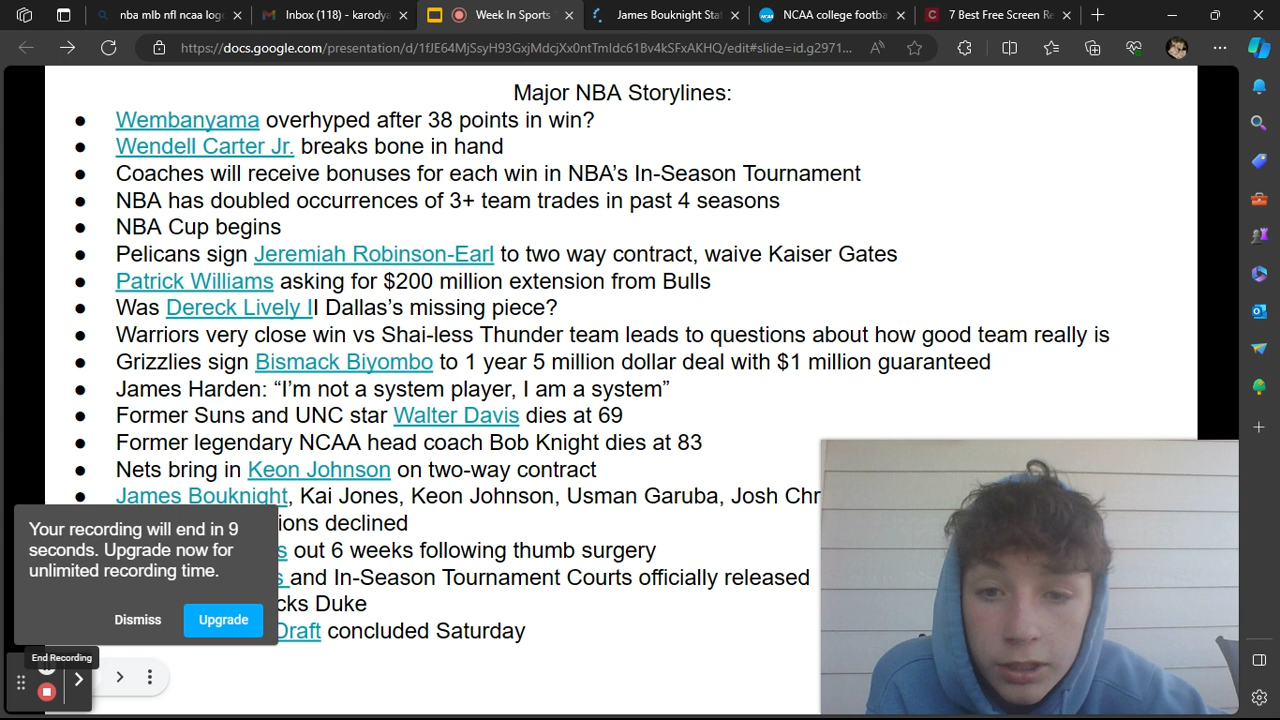 nba mlb nfl ncaa log
Inbox (118) - karodya
Week In Sports
James Bouknight Stat
NCAA college footba
7 Best Free Screen Re
https://docs.google.com/presentation/d/1fJE64MjSsyH93GxjMdcjXx0ntTmIdc61Bv4kSFxAKHQ/edit#slide=id.g2971...
Major NBA Storylines:
● Wembanyama overhyped after 38 points in win?
● Wendell Carter Jr. breaks bone in hand
● Coaches will receive bonuses for each win in NBA's In-Season Tournament
● NBA has doubled occurrences of 3+ team trades in past 4 seasons
● NBA Cup begins
● Pelicans sign Jeremiah Robinson-Earl to two way contract, waive Kaiser Gates
● Patrick Williams asking for $200 million extension from Bulls
● Was Dereck Lively II Dallas's missing piece?
● Warriors very close win vs Shai-less Thunder team leads to questions about how good team really is
● Grizzlies sign Bismack Biyombo to 1 year 5 million dollar deal with $1 million guaranteed
● James Harden: “I'm not a system player, I am a system”
● Former Suns and UNC star Walter Davis dies at 69
● Former legendary NCAA head coach Bob Knight dies at 83
● Nets bring in Keon Johnson on two-way contract
● James Bouknight, Kai Jones, Keon Johnson, Usman Garuba, Josh Chr
ions declined
s out 6 weeks following thumb surgery
s and In-Season Tournament Courts officially released
cks Duke
Draft concluded Saturday
Your recording will end in 9
seconds. Upgrade now for
unlimited recording time.
Dismiss
Upgrade
End Recording